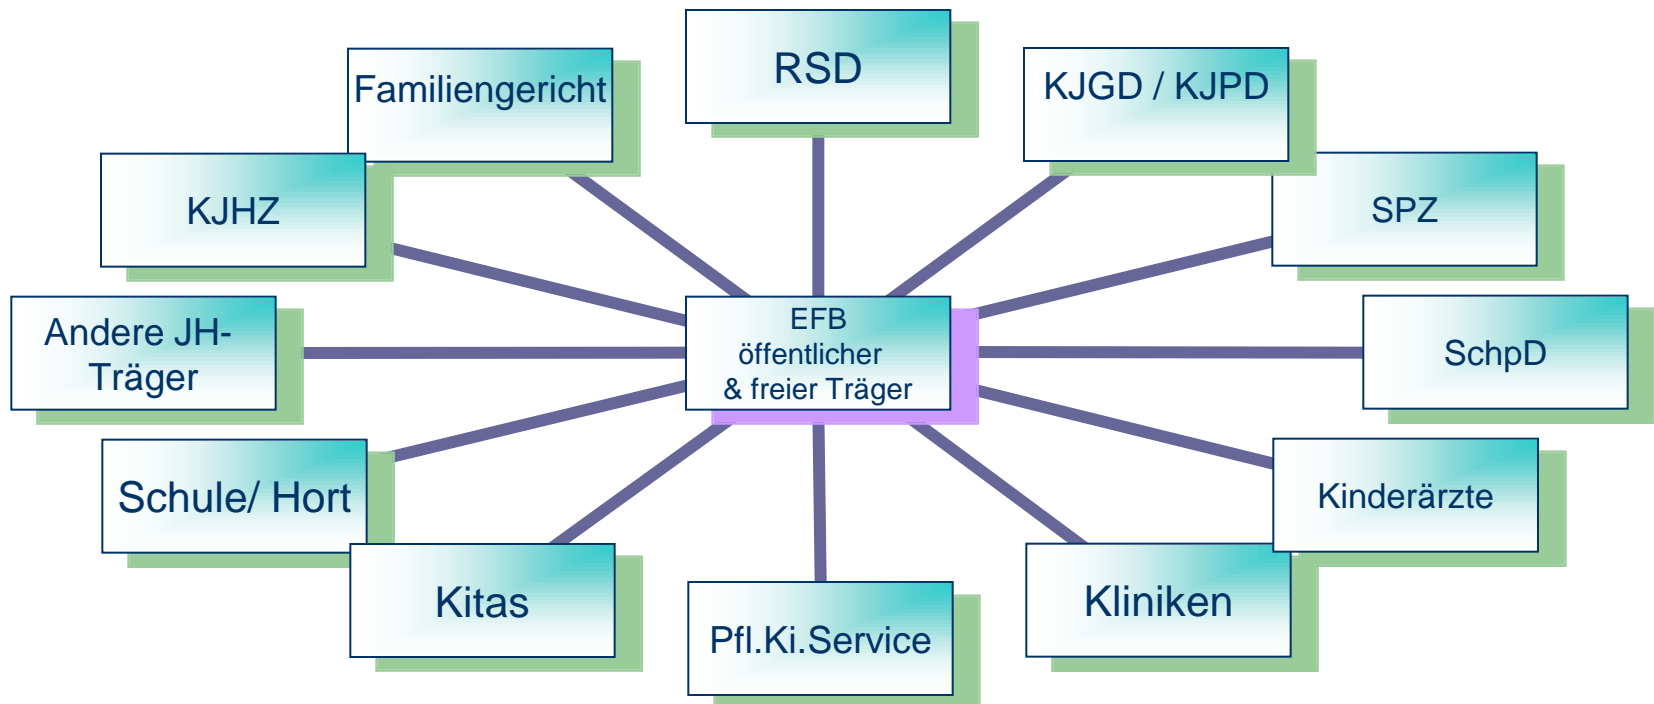 RSD
Familiengericht
KJGD / KJPD
KJHZ
SPZ
Andere JH-
Träger
EFB
öffentlicher
& freier Träger
SchpD
Schule/ Hort
Kinderärzte
Kitas
Pfl.Ki.Service
Kliniken